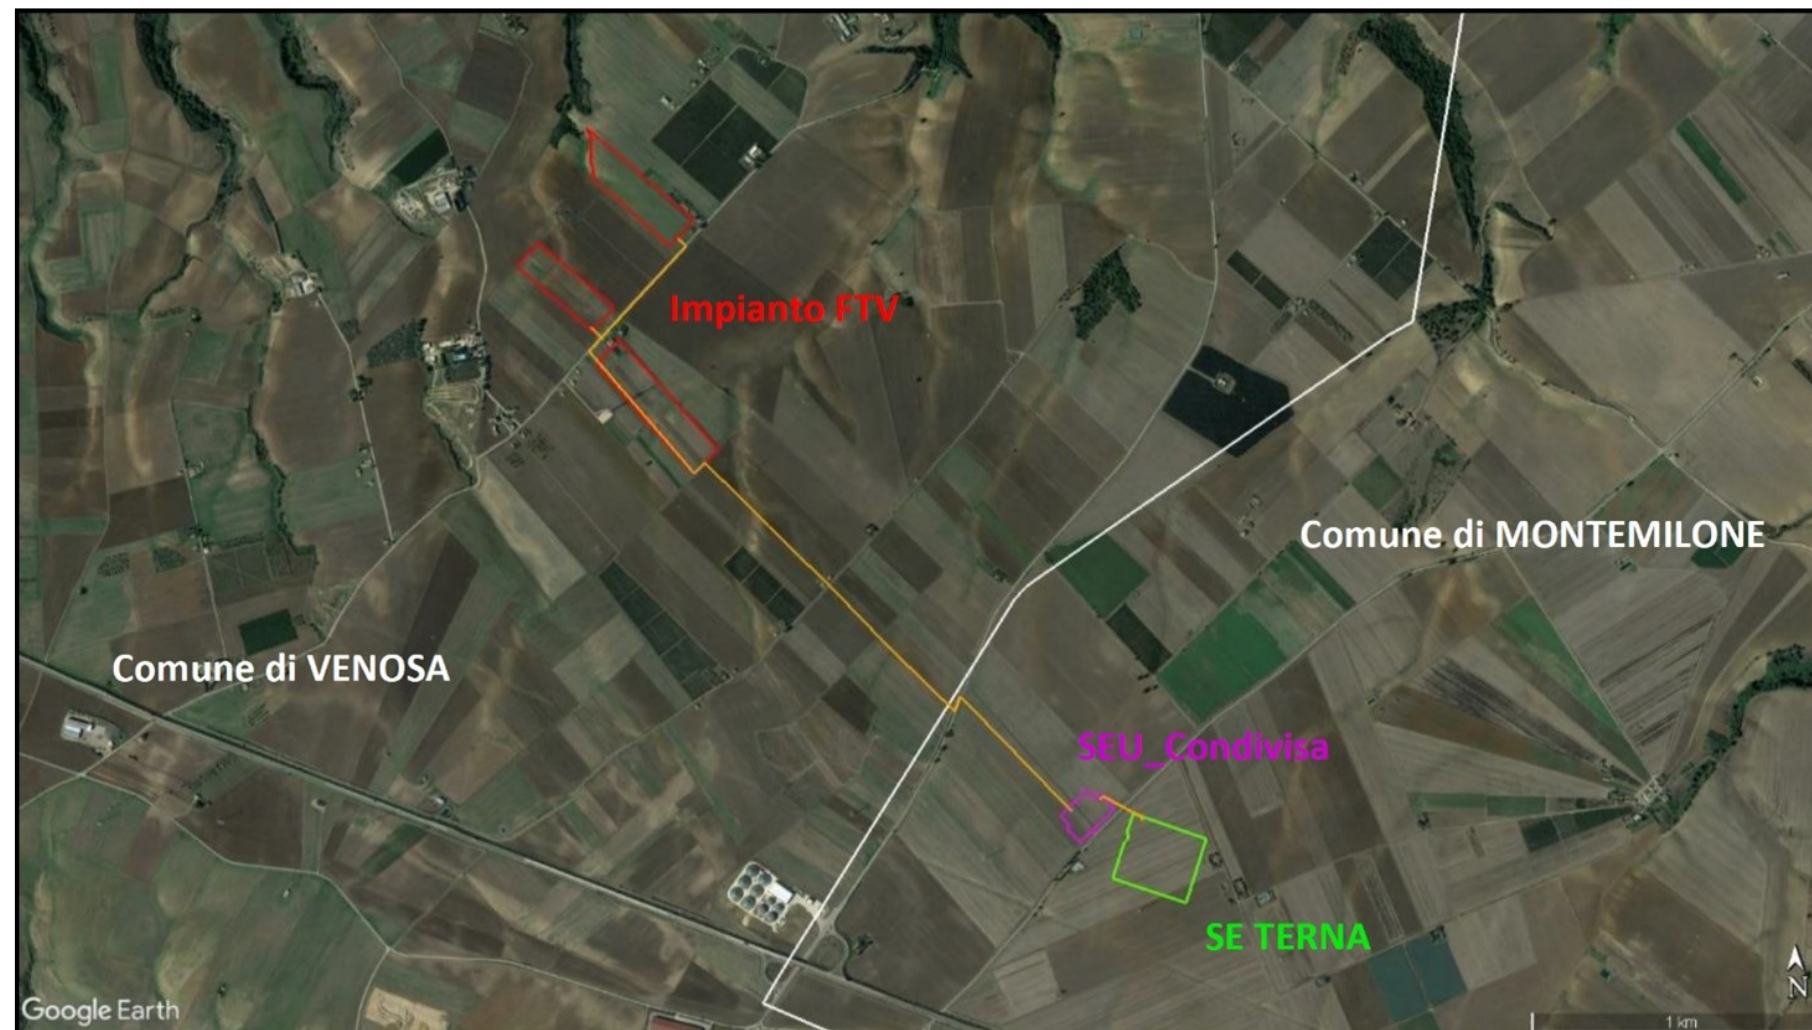 Impianto FTV
Comune di MONTEMILONE
Comune di VENOSA
SEU_Condivisa
SE TERNA
N
Google Earth
1 km